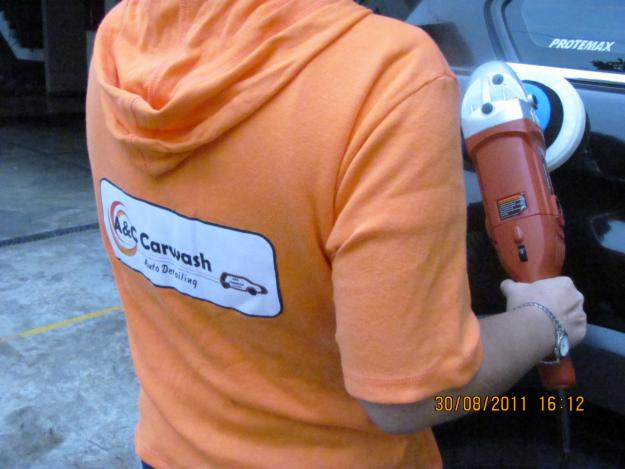 PROTEMAX
A&C Carwash
Auto Detailing
30/08/2011 16:12